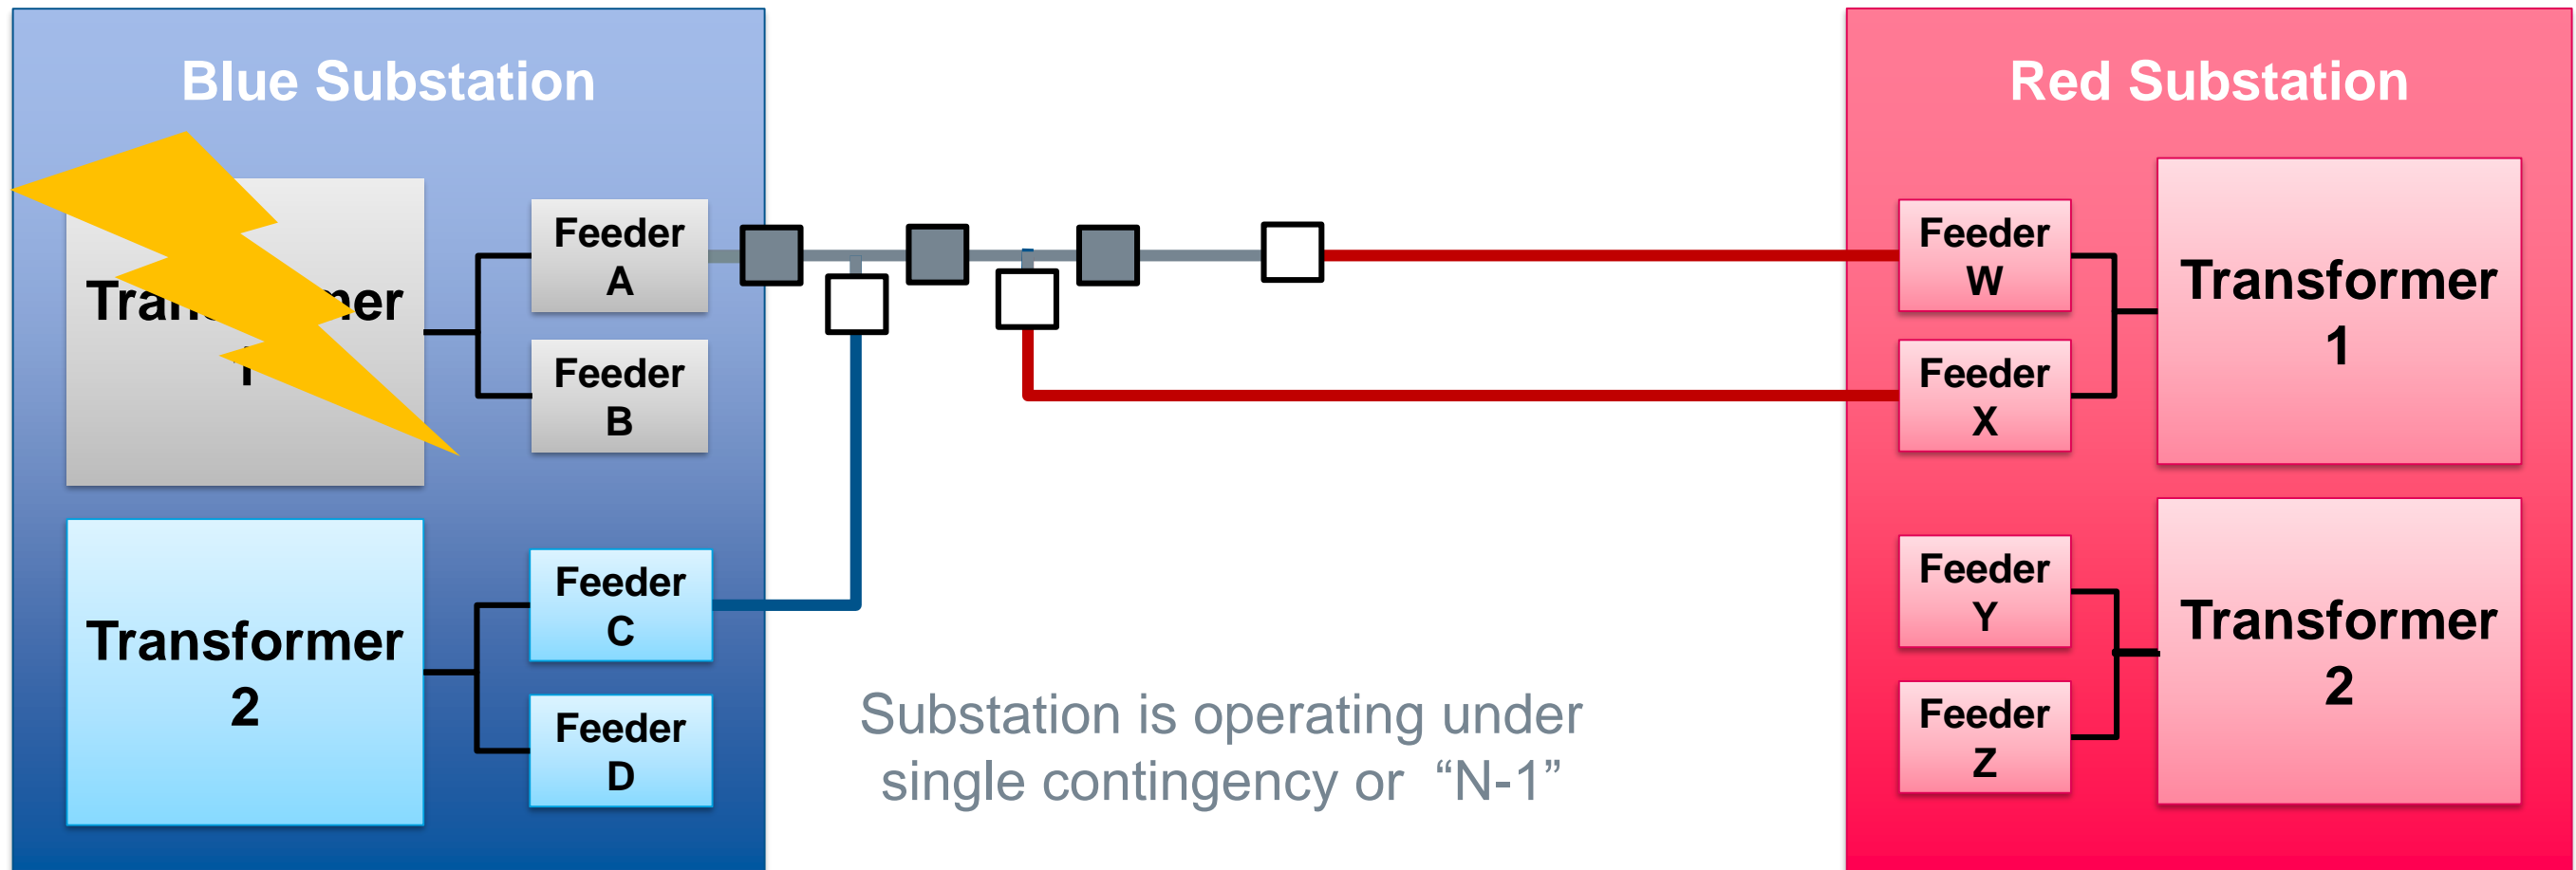 Blue Substation
Red Substation
Feeder
A
Feeder
B
Transformer
2
Feeder
C
Feeder
D
Feeder
W
Feeder
X
Transformer
1
Feeder
Y
Feeder
Z
Transformer
2
Substation is operating under
single contingency or “N-1”